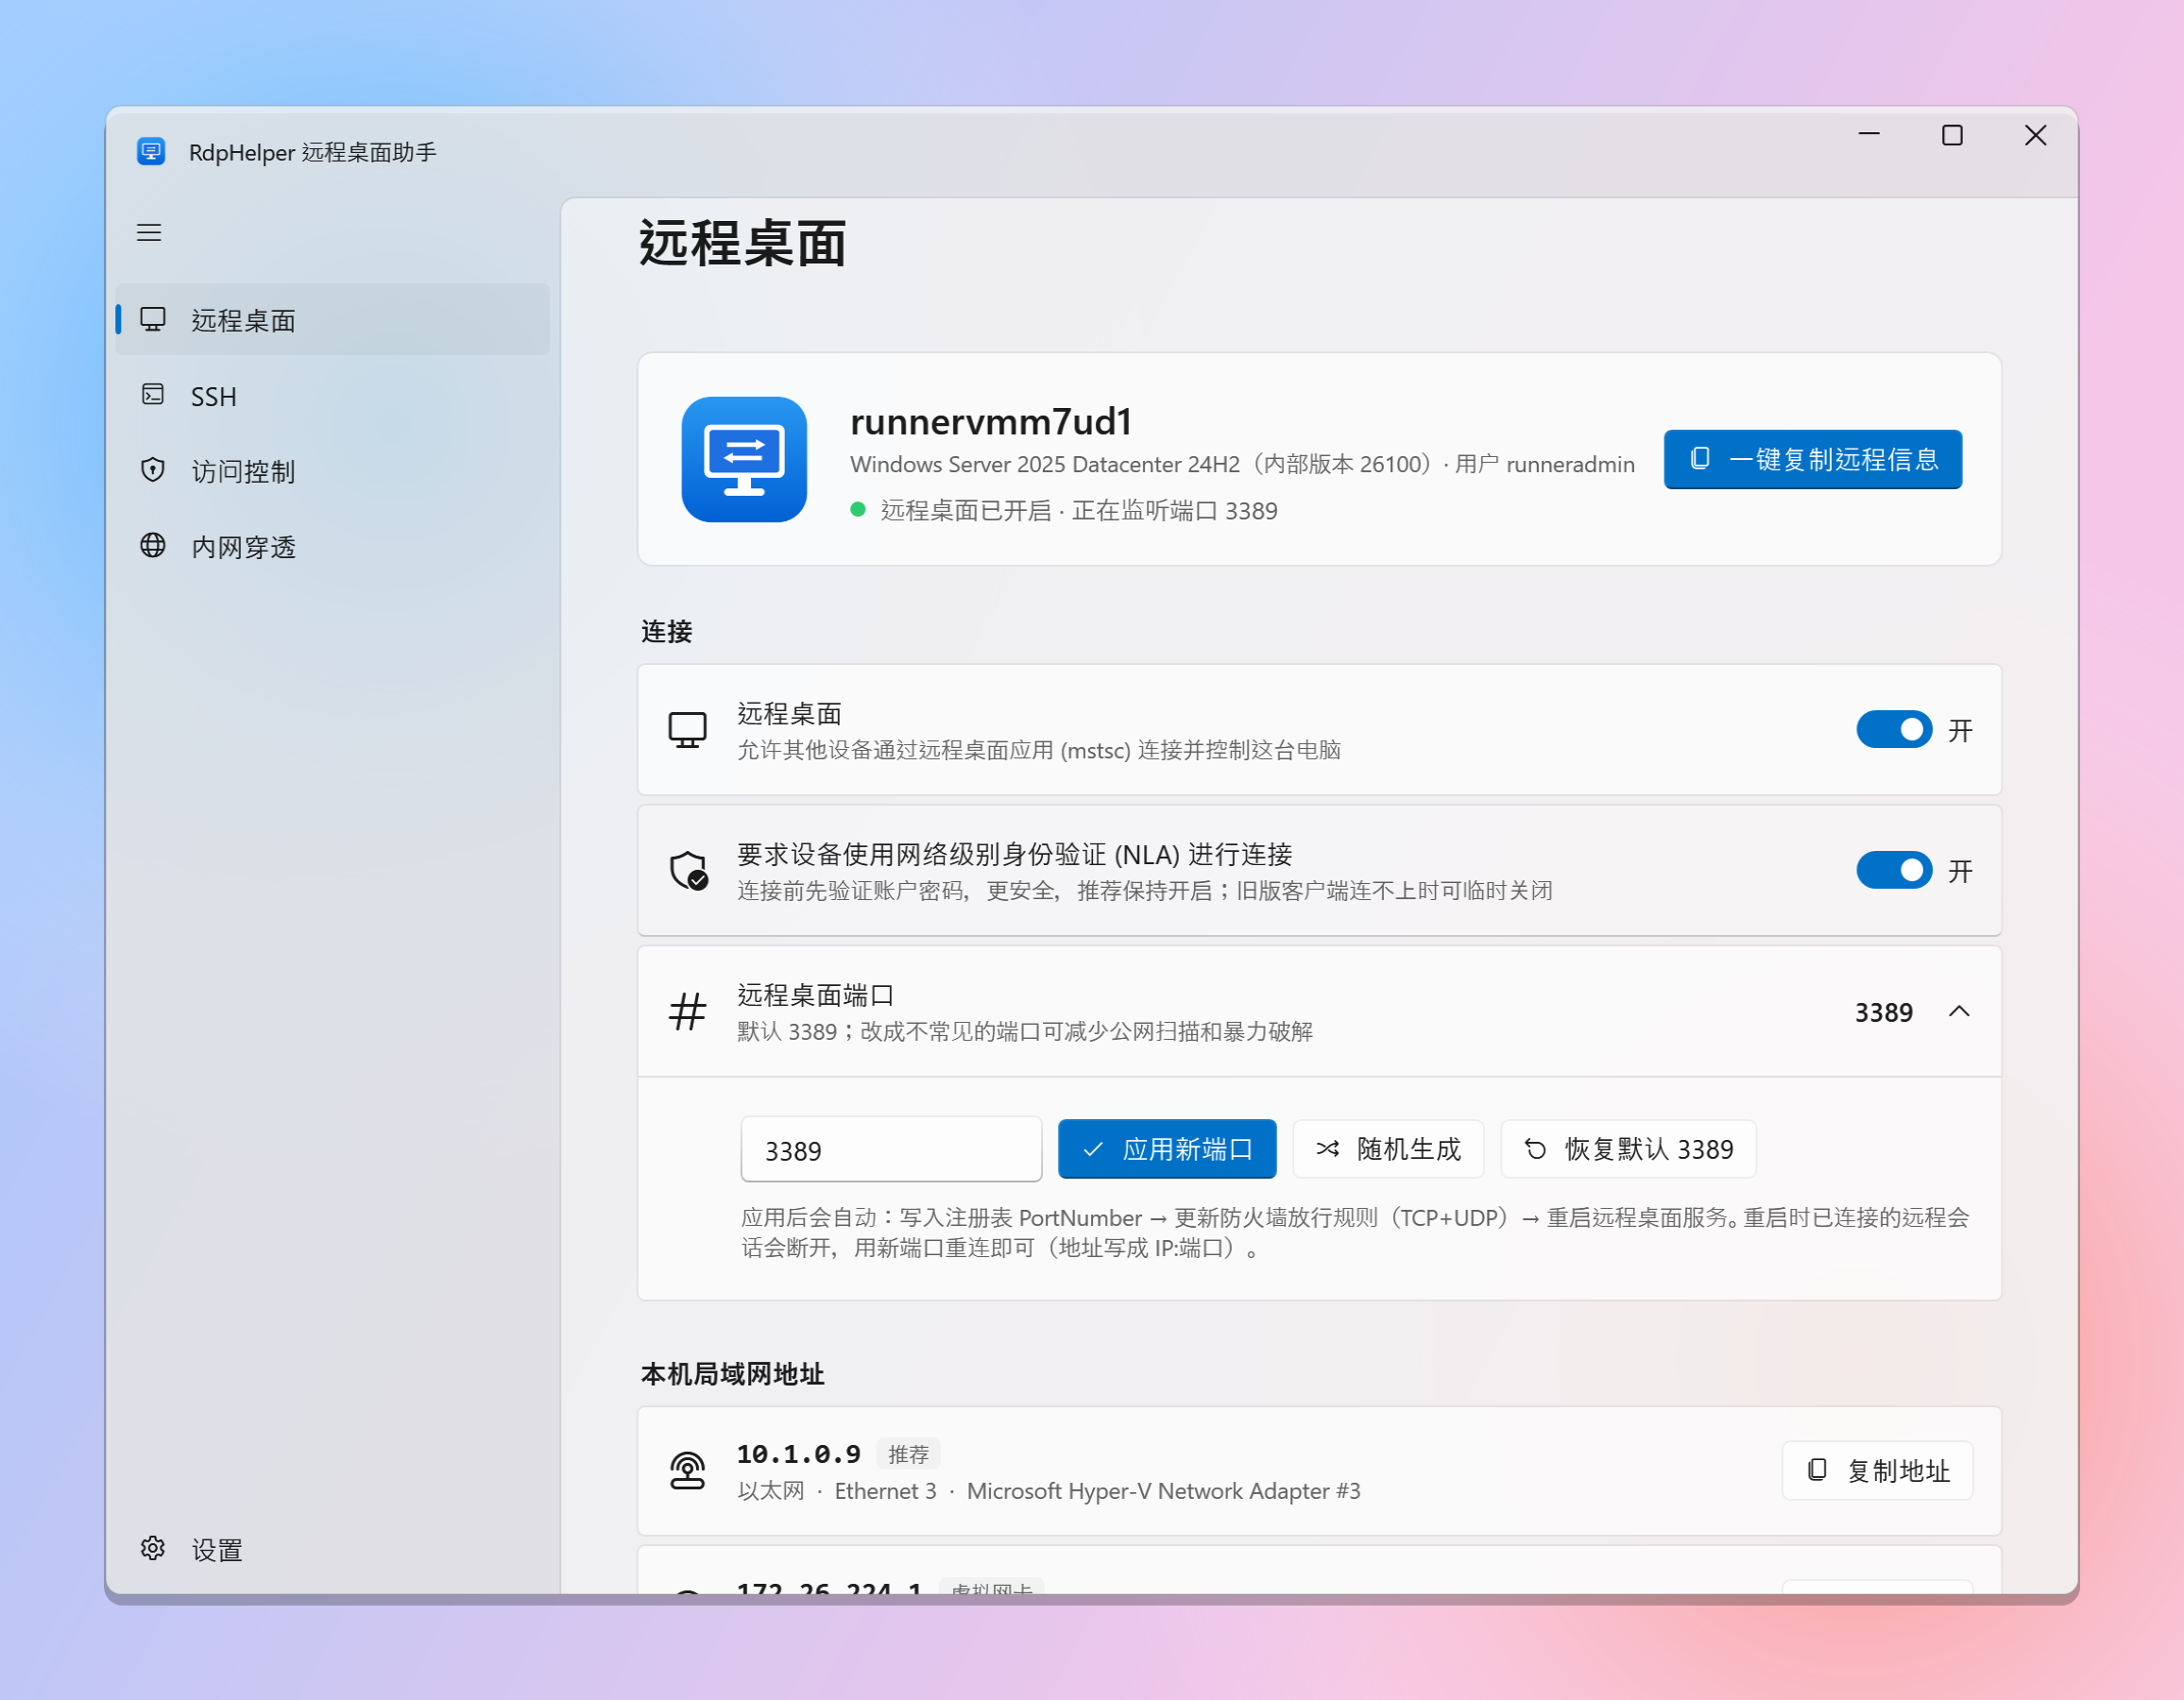 RdpHelper 远程桌面助手
远程桌面
SSH
访问控制
内网穿透
设置
远程桌面
runnervmm7ud1
Windows Server 2025 Datacenter 24H2（内部版本 26100）· 用户 runneradmin
远程桌面已开启 · 正在监听端口 3389
一键复制远程信息
连接
远程桌面
允许其他设备通过远程桌面应用 (mstsc) 连接并控制这台电脑
开
要求设备使用网络级别身份验证 (NLA) 进行连接
连接前先验证账户密码，更安全，推荐保持开启；旧版客户端连不上时可临时关闭
开
远程桌面端口
默认 3389；改成不常见的端口可减少公网扫描和暴力破解
3389
3389
应用新端口
随机生成
恢复默认 3389
应用后会自动：写入注册表 PortNumber → 更新防火墙放行规则（TCP+UDP）→ 重启远程桌面服务。重启时已连接的远程会
话会断开，用新端口重连即可（地址写成 IP:端口）。
本机局域网地址
10.1.0.9 推荐
以太网 · Ethernet 3 · Microsoft Hyper-V Network Adapter #3
复制地址
172.26.224.1 虚拟网卡